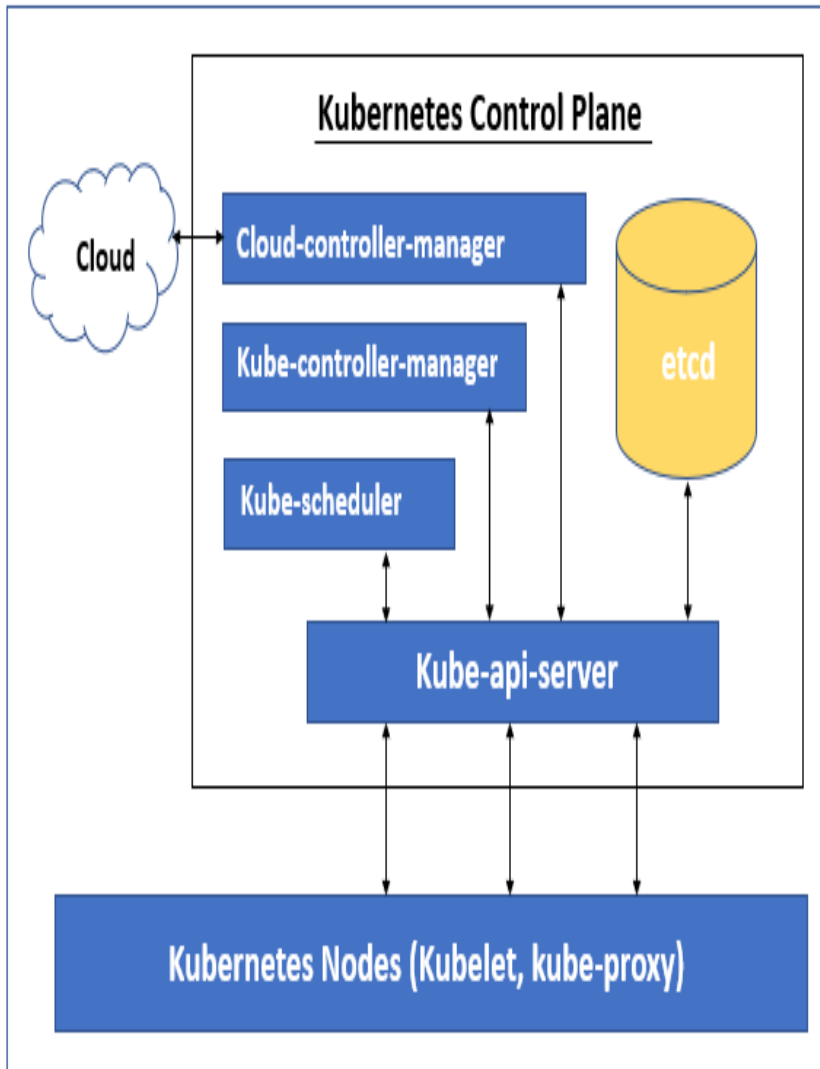 Kubernetes Control Plane
Cloud
Cloud-controller-manager
Kube-controller-manager
etcd
Kube-scheduler
Kube-api-server
Kubernetes Nodes (Kubelet, kube-proxy)